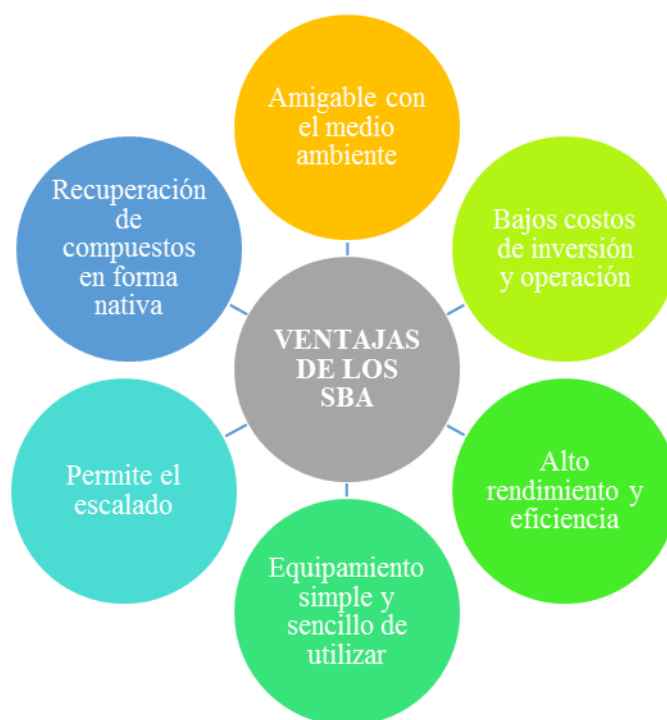 Amigable con
el medio
ambiente
Recuperación
de
compuestos
en forma
nativa
Bajos costos
de inversión
y operación
VENTAJAS
DE LOS
SBA
Permite el
escalado
Alto
rendimiento y
eficiencia
Equipamiento
simple y
sencillo de
utilizar